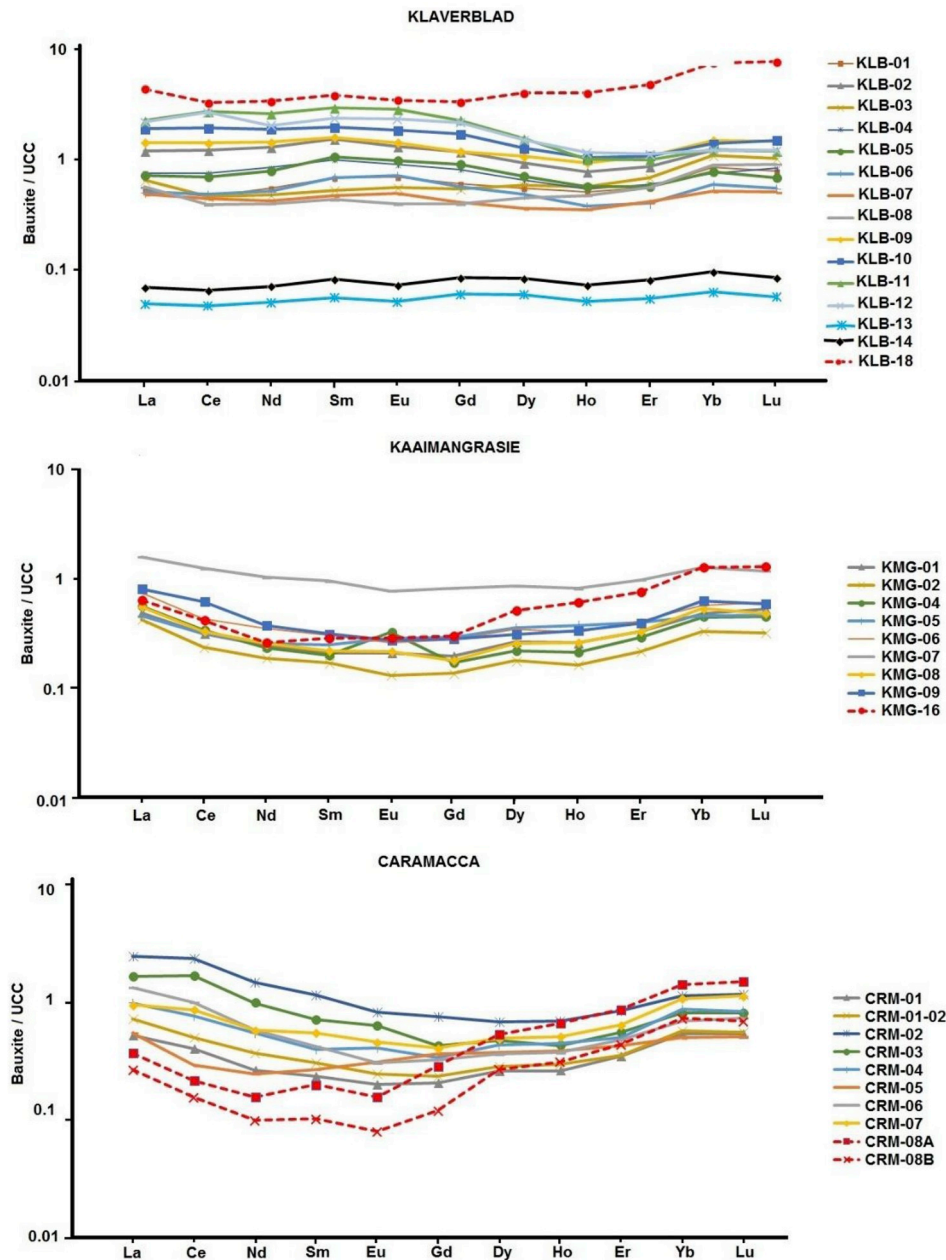 KLAVERBLAD
10
1
0.1
0.01
Bauxite / UCC
La Ce Nd Sm Eu Gd Dy Ho Er Yb Lu
KLB-01
KLB-02
KLB-03
KLB-04
KLB-05
KLB-06
KLB-07
KLB-08
KLB-09
KLB-10
KLB-11
KLB-12
KLB-13
KLB-14
KLB-18
KAAIMANGRASIE
10
1
0.1
0.01
Bauxite / UCC
La Ce Nd Sm Eu Gd Dy Ho Er Yb Lu
KMG-01
KMG-02
KMG-04
KMG-05
KMG-06
KMG-07
KMG-08
KMG-09
KMG-16
CARAMACCA
10
1
0.1
0.01
Bauxite / UCC
La Ce Nd Sm Eu Gd Dy Ho Er Yb Lu
CRM-01
CRM-01-02
CRM-02
CRM-03
CRM-04
CRM-05
CRM-06
CRM-07
CRM-08A
CRM-08B